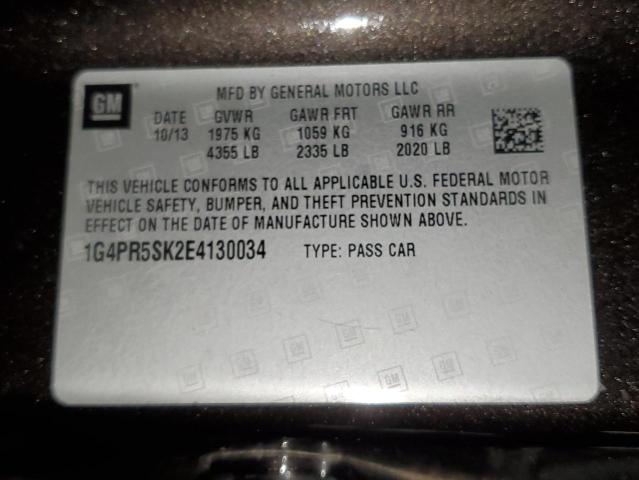 GM
MFD BY GENERAL MOTORS LLC
DATE GVWR GAWR FRT GAWR RR
10/13 1975 KG 1059 KG 916 KG
4355 LB 2335 LB 2020 LB
THIS VEHICLE CONFORMS TO ALL APPLICABLE U.S. FEDERAL MOTOR
VEHICLE SAFETY, BUMPER, AND THEFT PREVENTION STANDARDS IN
EFFECT ON THE DATE OF MANUFACTURE SHOWN ABOVE.
1G4PR5SK2E4130034 TYPE: PASS CAR